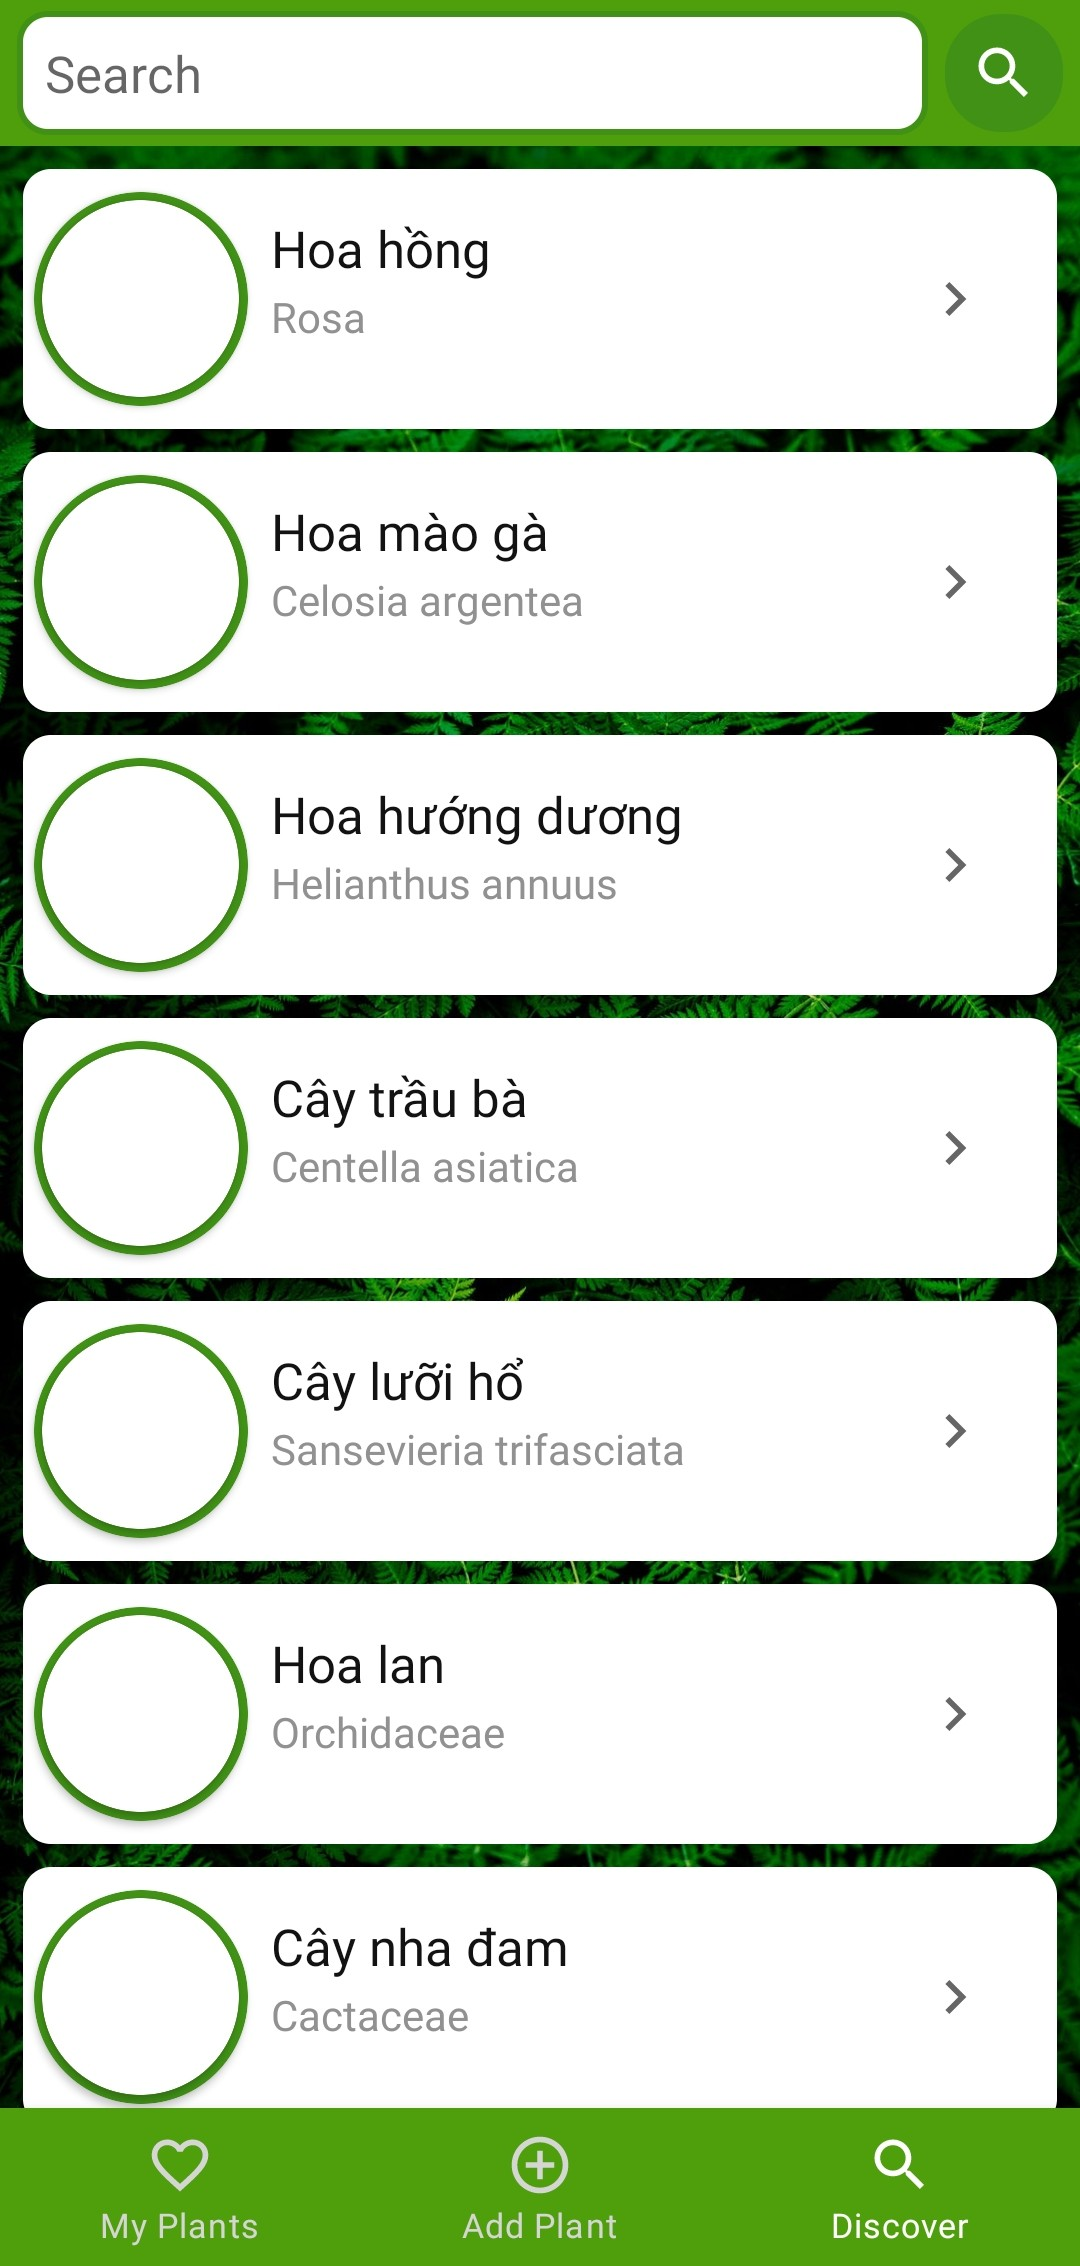 Search
Hoa hồng
Rosa
Hoa mào gà
Celosia argentea
Hoa hướng dương
Helianthus annuus
Cây trầu bà
Centella asiatica
Cây lưỡi hổ
Sansevieria trifasciata
Hoa lan
Orchidaceae
Cây nha đam
Cactaceae
My Plants
Add Plant
Discover